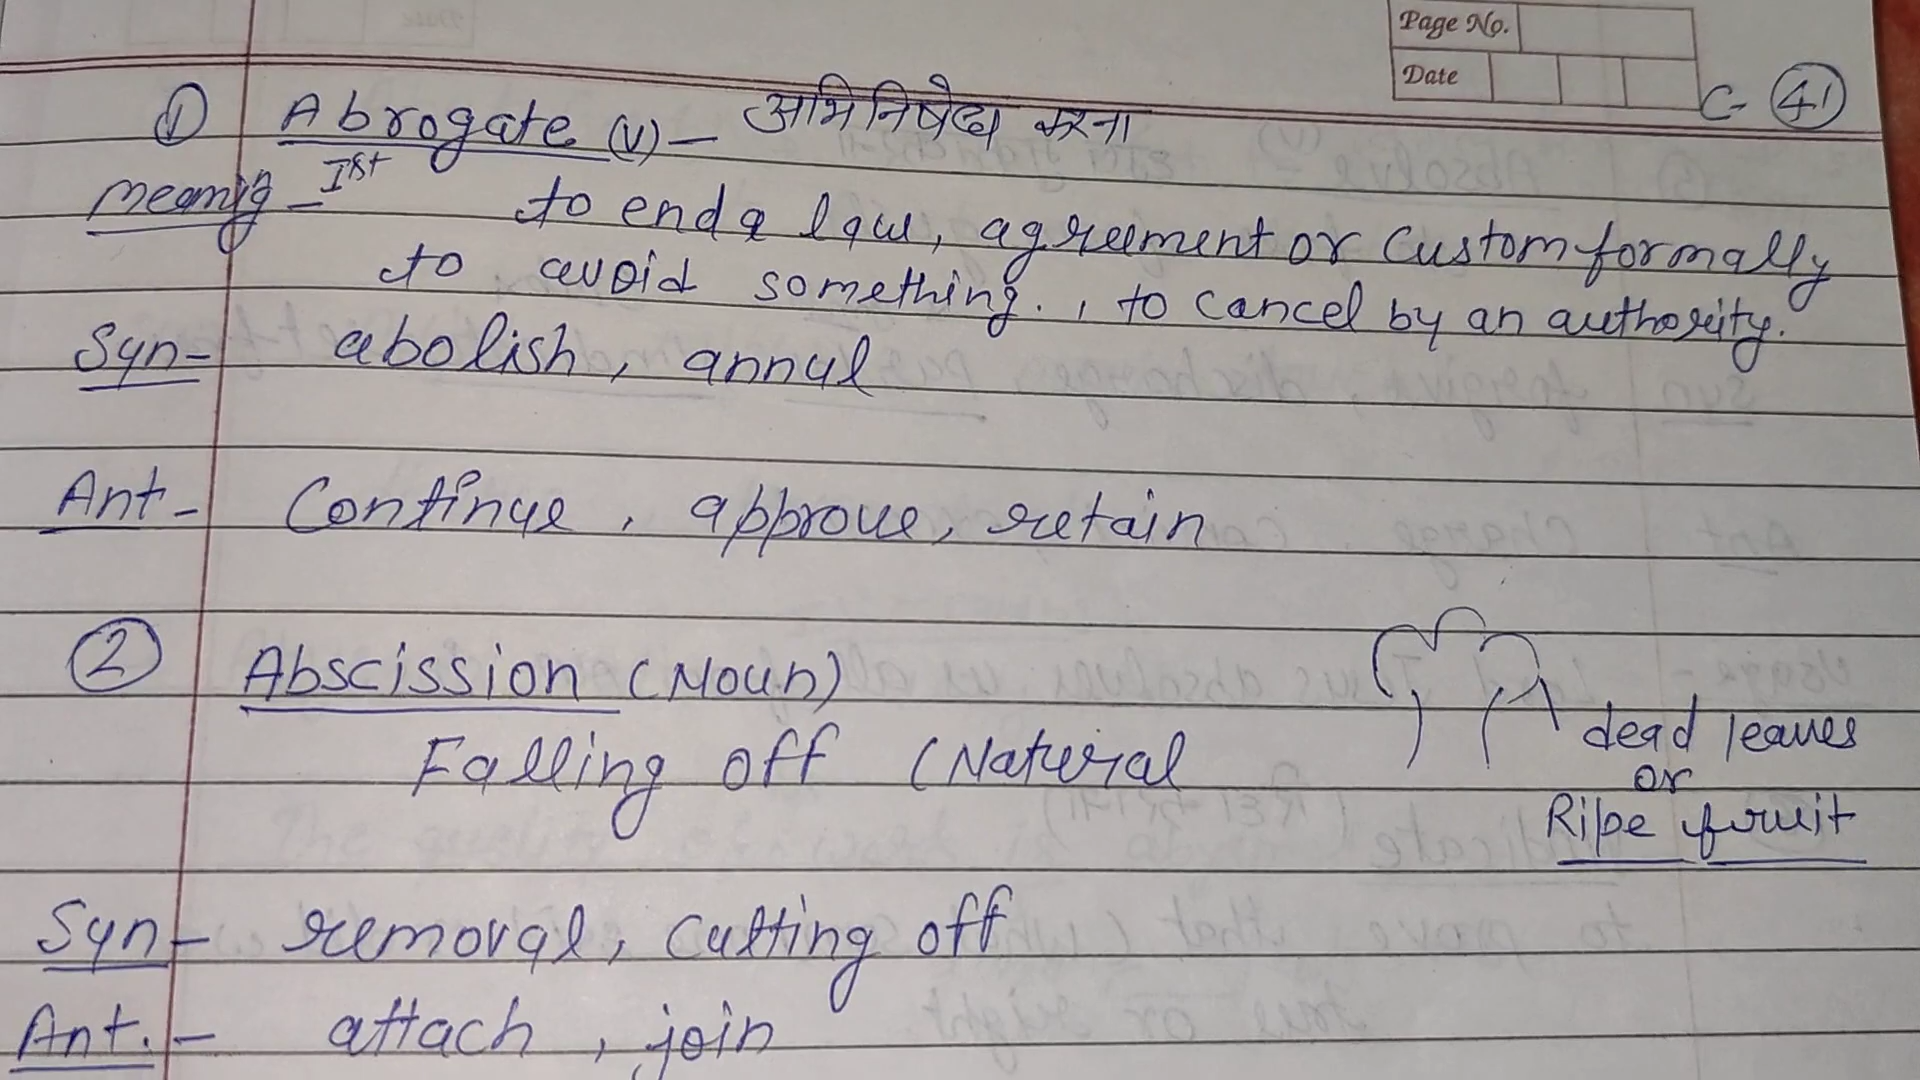 Page No.
Date
C- 41
① Abrogate (v) - अभिनिषेध करना
Meaning - Ist to end a law, agreement or custom formally
to avoid something. , to cancel by an authority.
Syn- abolish, annul
Ant- Continue, approve, retain
② Abscission (Noun)
Falling off (Natural
dead leaves
or
Ripe fruit
Syn- removal, cutting off
Ant.- attach, join